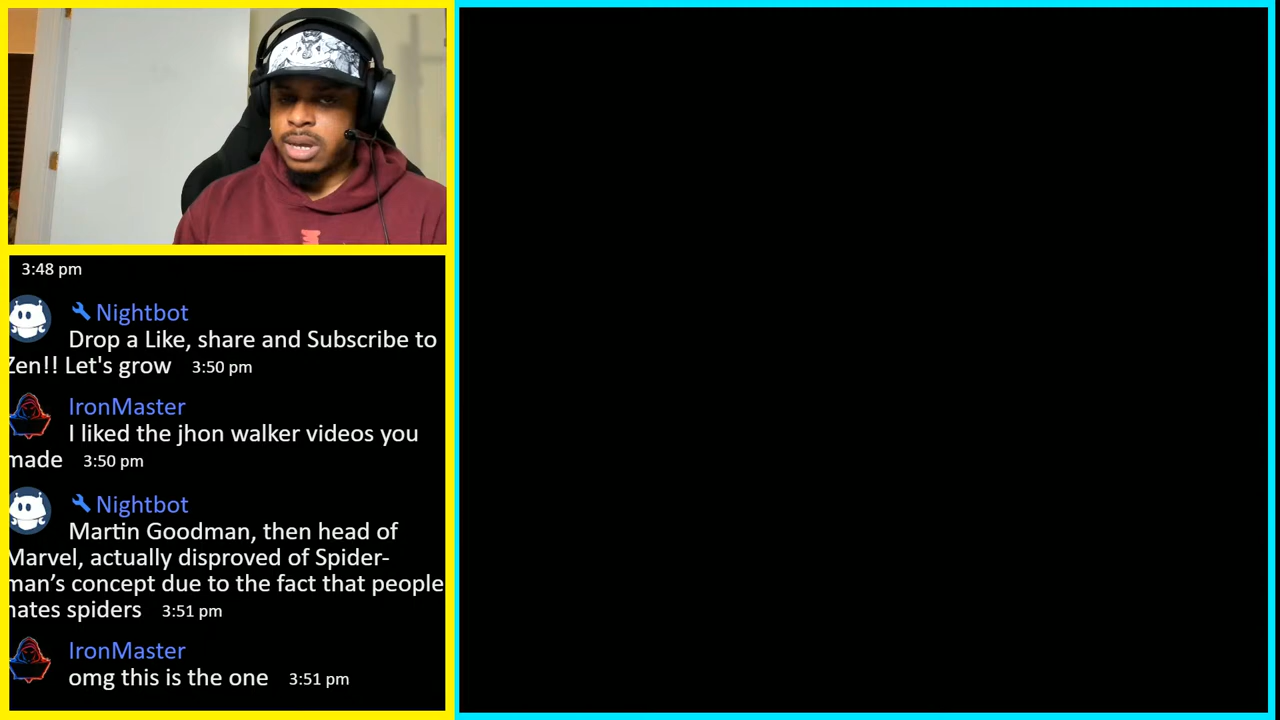 3:48 pm
Nightbot
Drop a Like, share and Subscribe to
Zen!! Let's grow 3:50 pm
IronMaster
I liked the jhon walker videos you
made 3:50 pm
Nightbot
Martin Goodman, then head of
Marvel, actually disproved of Spider-
man’s concept due to the fact that people
hates spiders 3:51 pm
IronMaster
omg this is the one 3:51 pm